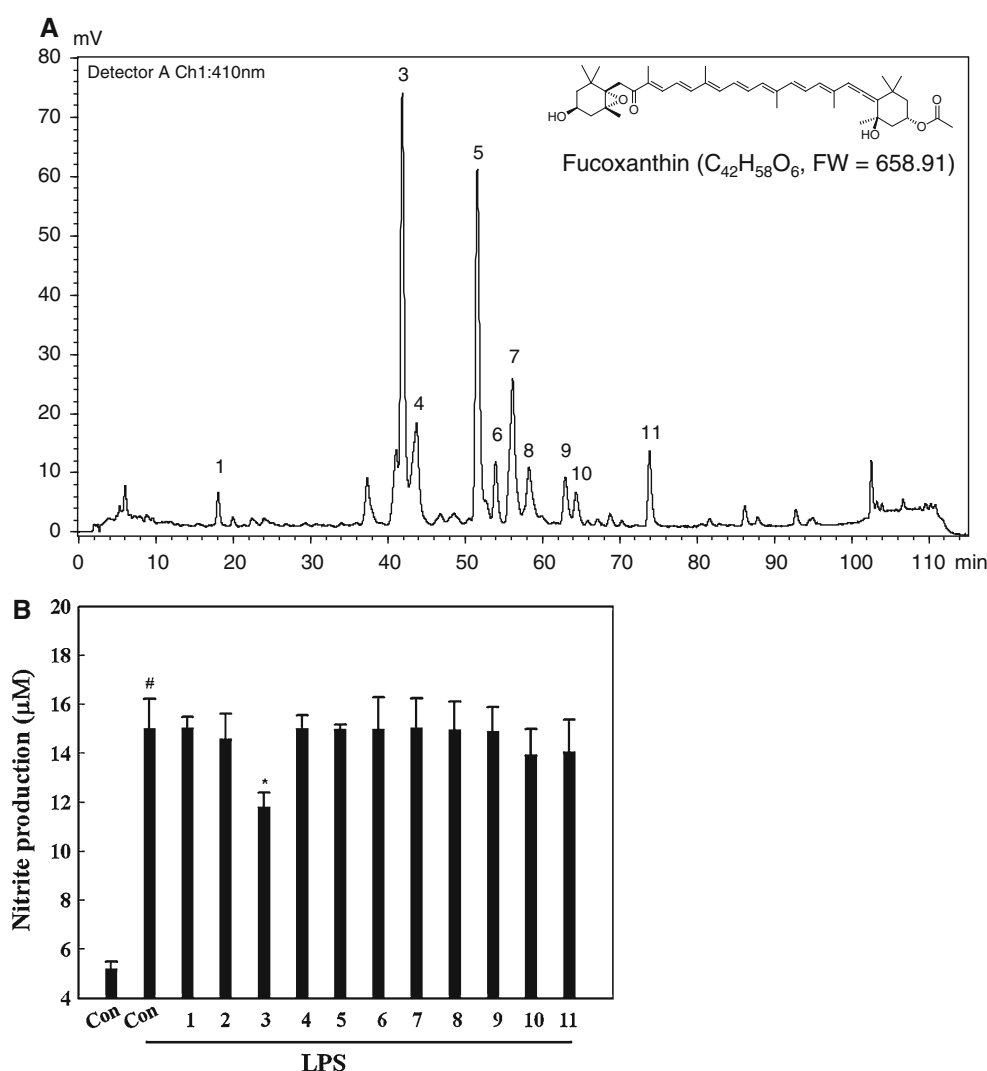 A
mV
80
70
60
50
40
30
20
10
0
Detector A Ch1:410nm
HO
O
O
HO
O
O
Fucoxanthin (C₄₂H₅₈O₆, FW = 658.91)
1
3
4
5
6
7
8
9
10
11
0 10 20 30 40 50 60 70 80 90 100 110 min
B
Nitrite production (μM)
20
18
16
14
12
10
8
6
4
#
*
Con Con 1 2 3 4 5 6 7 8 9 10 11
LPS